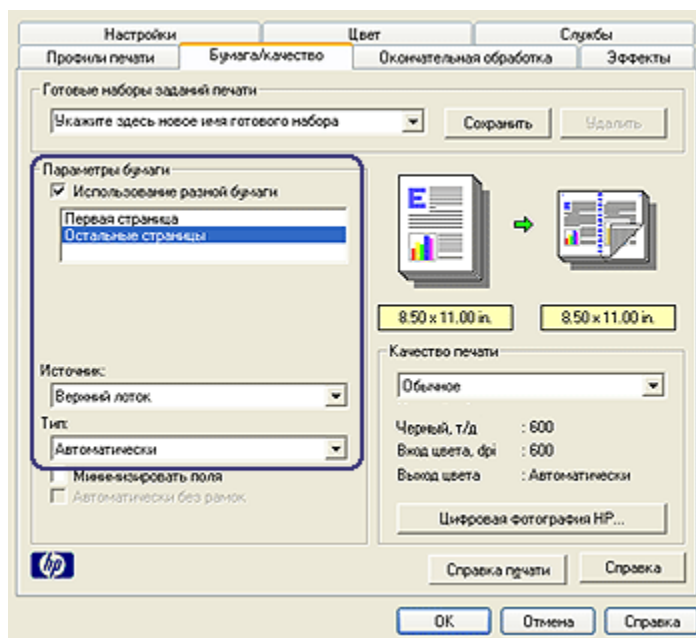 Настройки Цвет Службы
Профили печати Бумага/качество Окончательная обработка Эффекты
Готовые наборы заданий печати
Укажите здесь новое имя готового набора Сохранить Удалить
Параметры бумаги
Использование разной бумаги
Первая страница
Остальные страницы
8.50 x 11.00 in. 8.50 x 11.00 in.
Качество печати
Обычное
Источник:
Верхний лоток
Тип:
Автоматически
Черный, т/д : 600
Вход цвета, dpi : 600
Выход цвета : Автоматически
Минимизировать поля
Автоматически без рамок
Цифровая фотография HP...
hp
Справка печати Справка
OK Отмена Справка